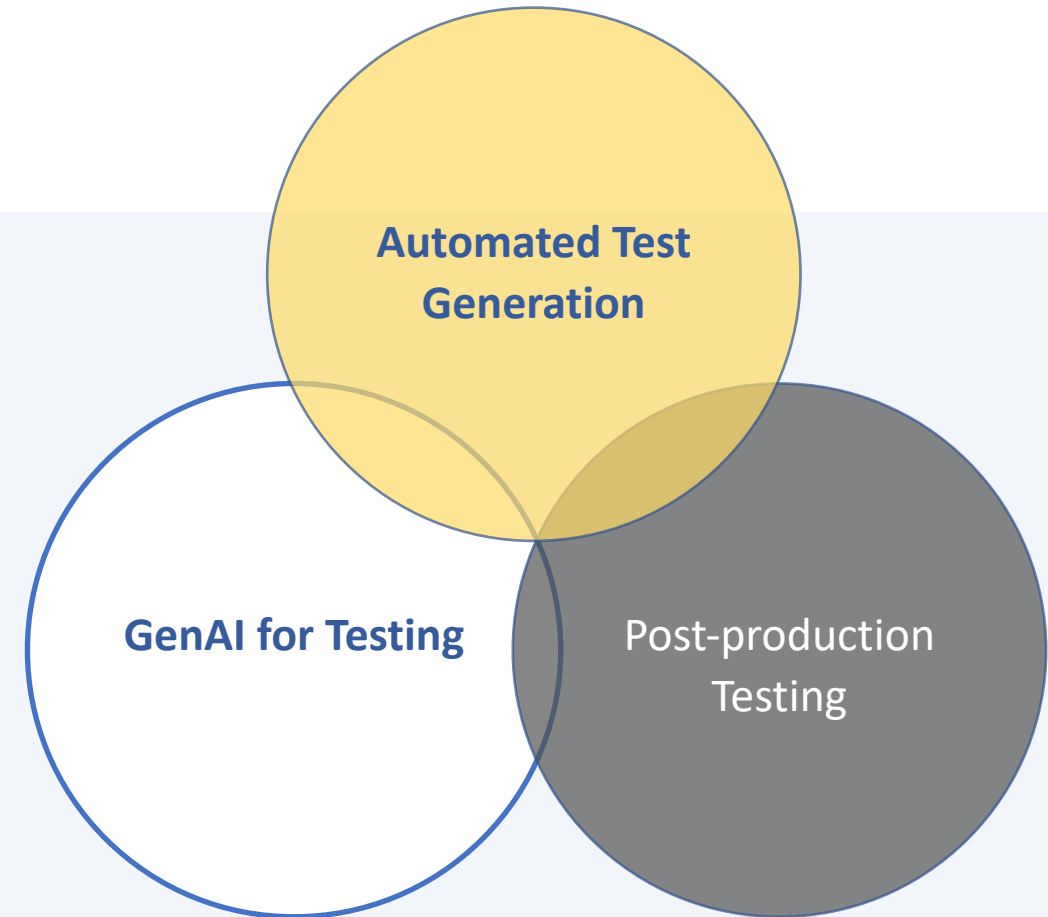 Automated Test
Generation
GenAI for Testing
Post-production
Testing